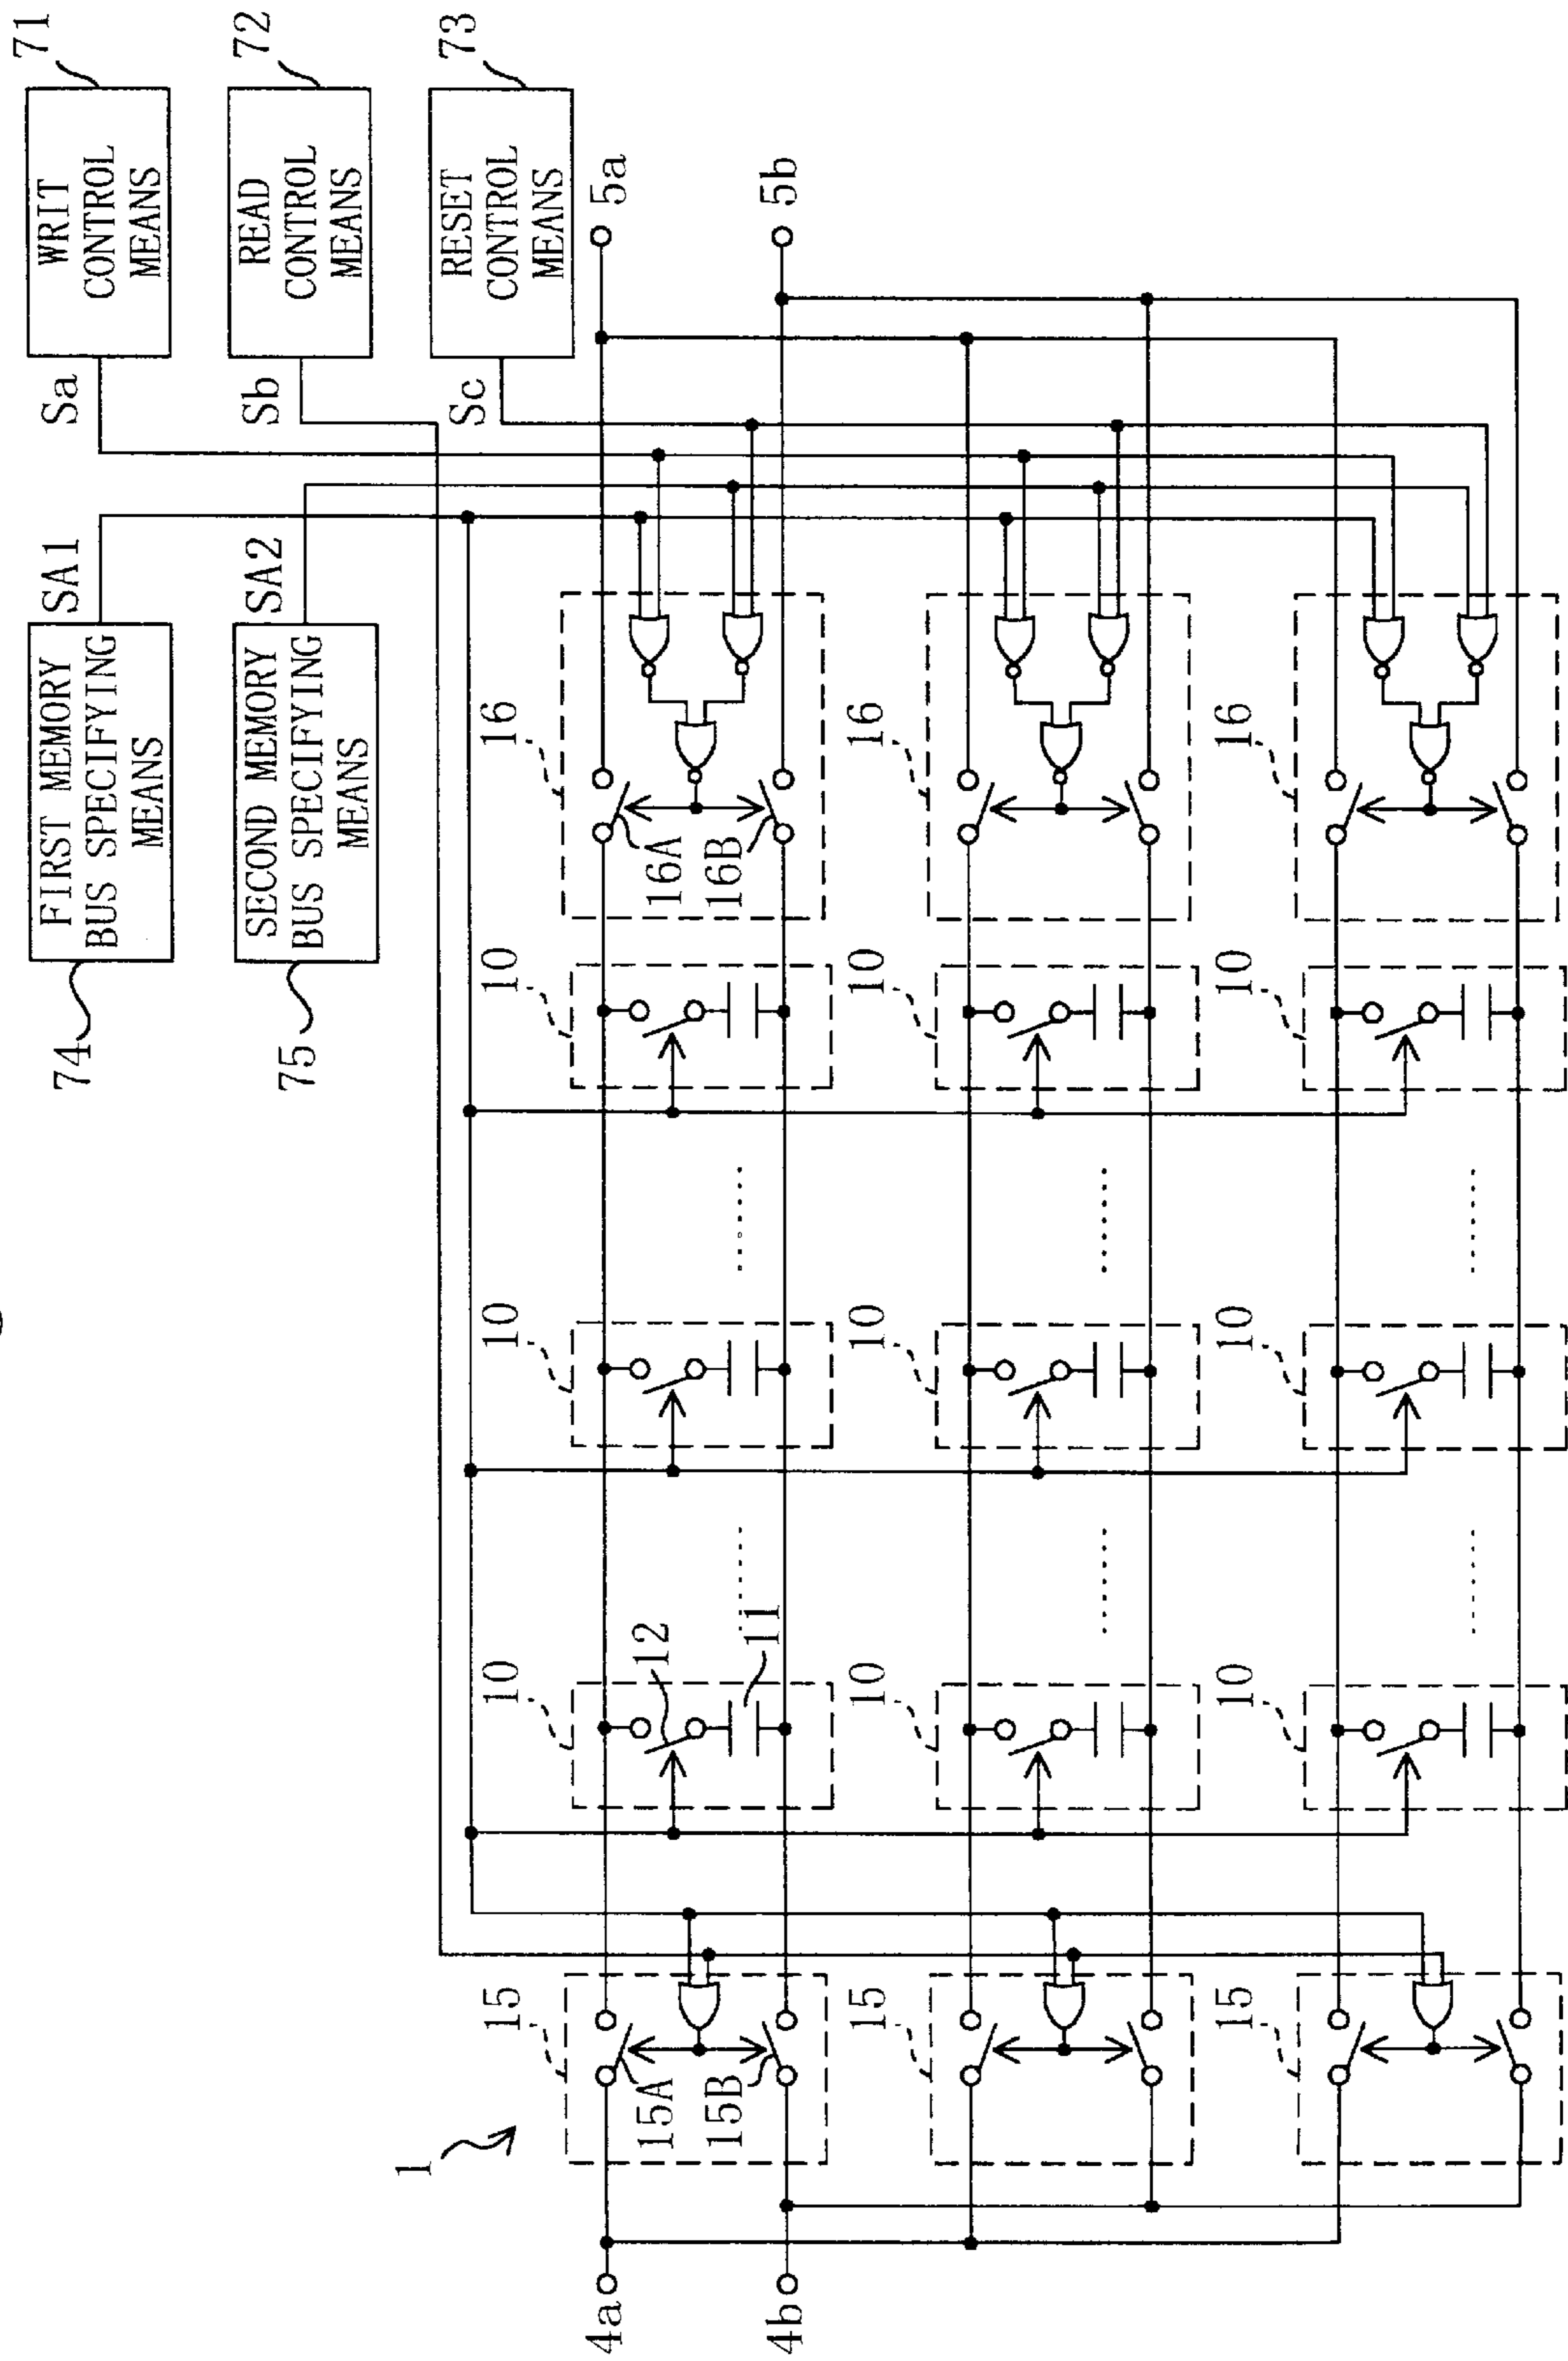 74
FIRST MEMORY
BUS SPECIFYING
MEANS
SA1
Sa
WRIT
CONTROL
MEANS
71
75
SECOND MEMORY
BUS SPECIFYING
MEANS
SA2
Sb
READ
CONTROL
MEANS
72
Sc
RESET
CONTROL
MEANS
73
1
15
10
10
10
16
4a
5a
15A
12
16A
15B
11
16B
4b
5b
15
10
10
10
16
15
10
10
10
16